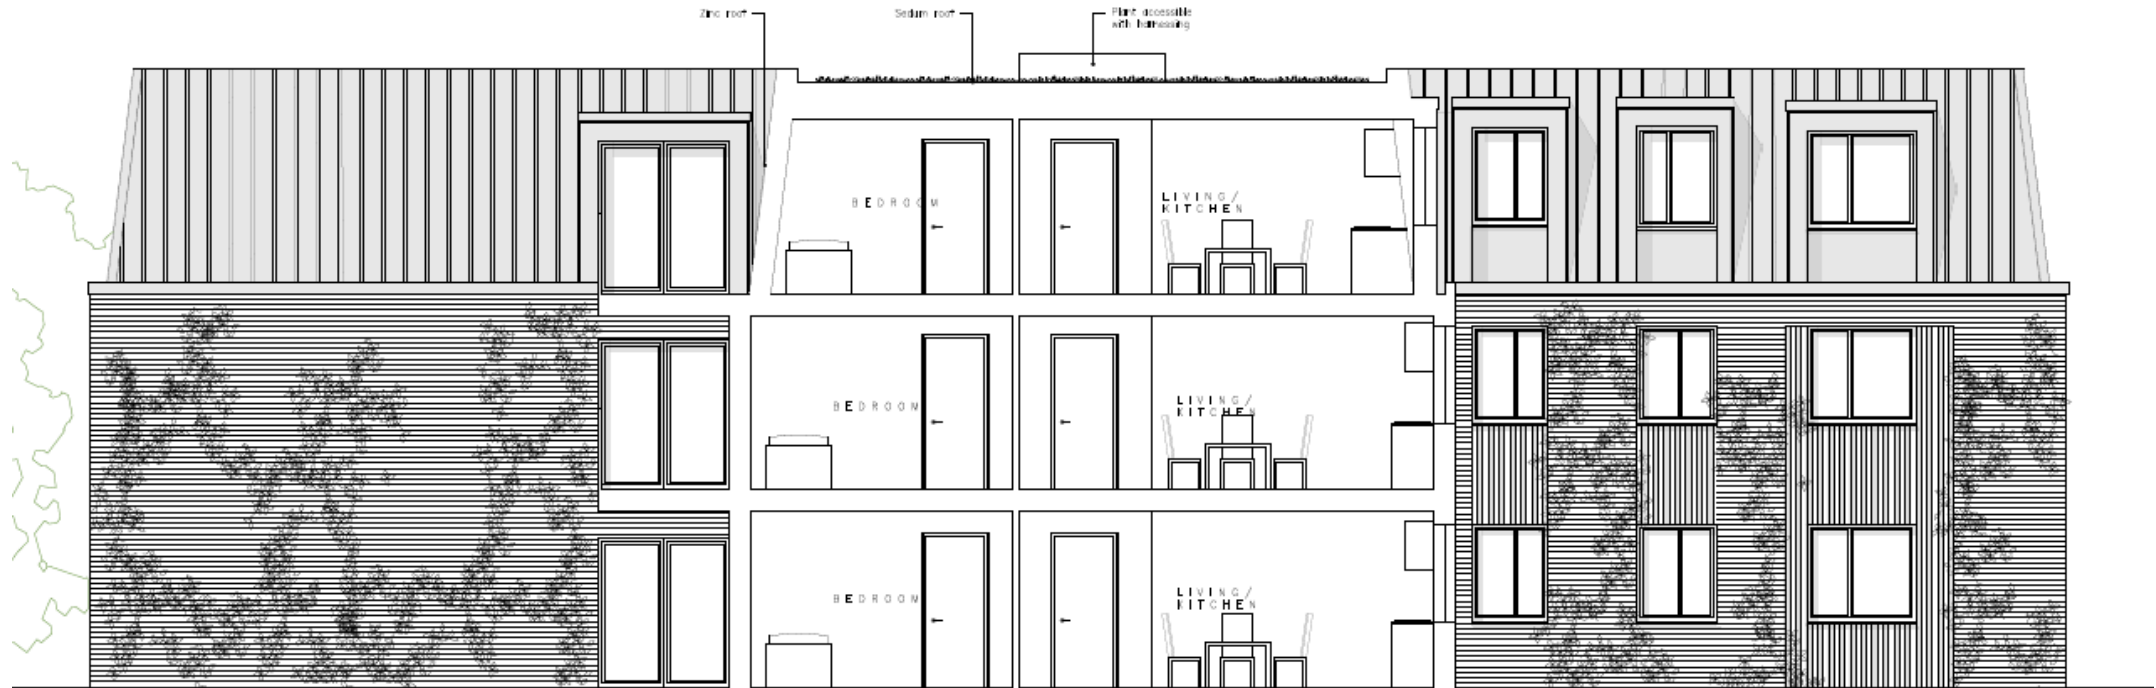 Zinc roof
Sedum roof
Plant accessible
with harnessing
BEDROOM
LIVING/
KITCHEN
BEDROOM
LIVING/
KITCHEN
BEDROOM
LIVING/
KITCHEN